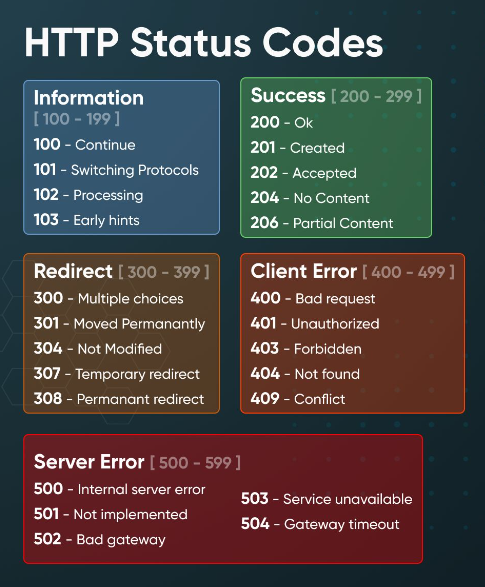 HTTP Status Codes
Information
[ 100 - 199 ]
100 - Continue
101 - Switching Protocols
102 - Processing
103 - Early hints
Success [ 200 - 299 ]
200 - Ok
201 - Created
202 - Accepted
204 - No Content
206 - Partial Content
Redirect [ 300 - 399 ]
300 - Multiple choices
301 - Moved Permanantly
304 - Not Modified
307 - Temporary redirect
308 - Permanant redirect
Client Error [ 400 - 499 ]
400 - Bad request
401 - Unauthorized
403 - Forbidden
404 - Not found
409 - Conflict
Server Error [ 500 - 599 ]
500 - Internal server error
501 - Not implemented
502 - Bad gateway
503 - Service unavailable
504 - Gateway timeout